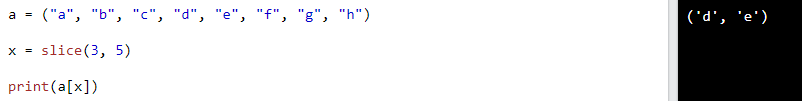 a = ("a", "b", "c", "d", "e", "f", "g", "h")
x = slice(3, 5)
print(a[x])
('d', 'e')